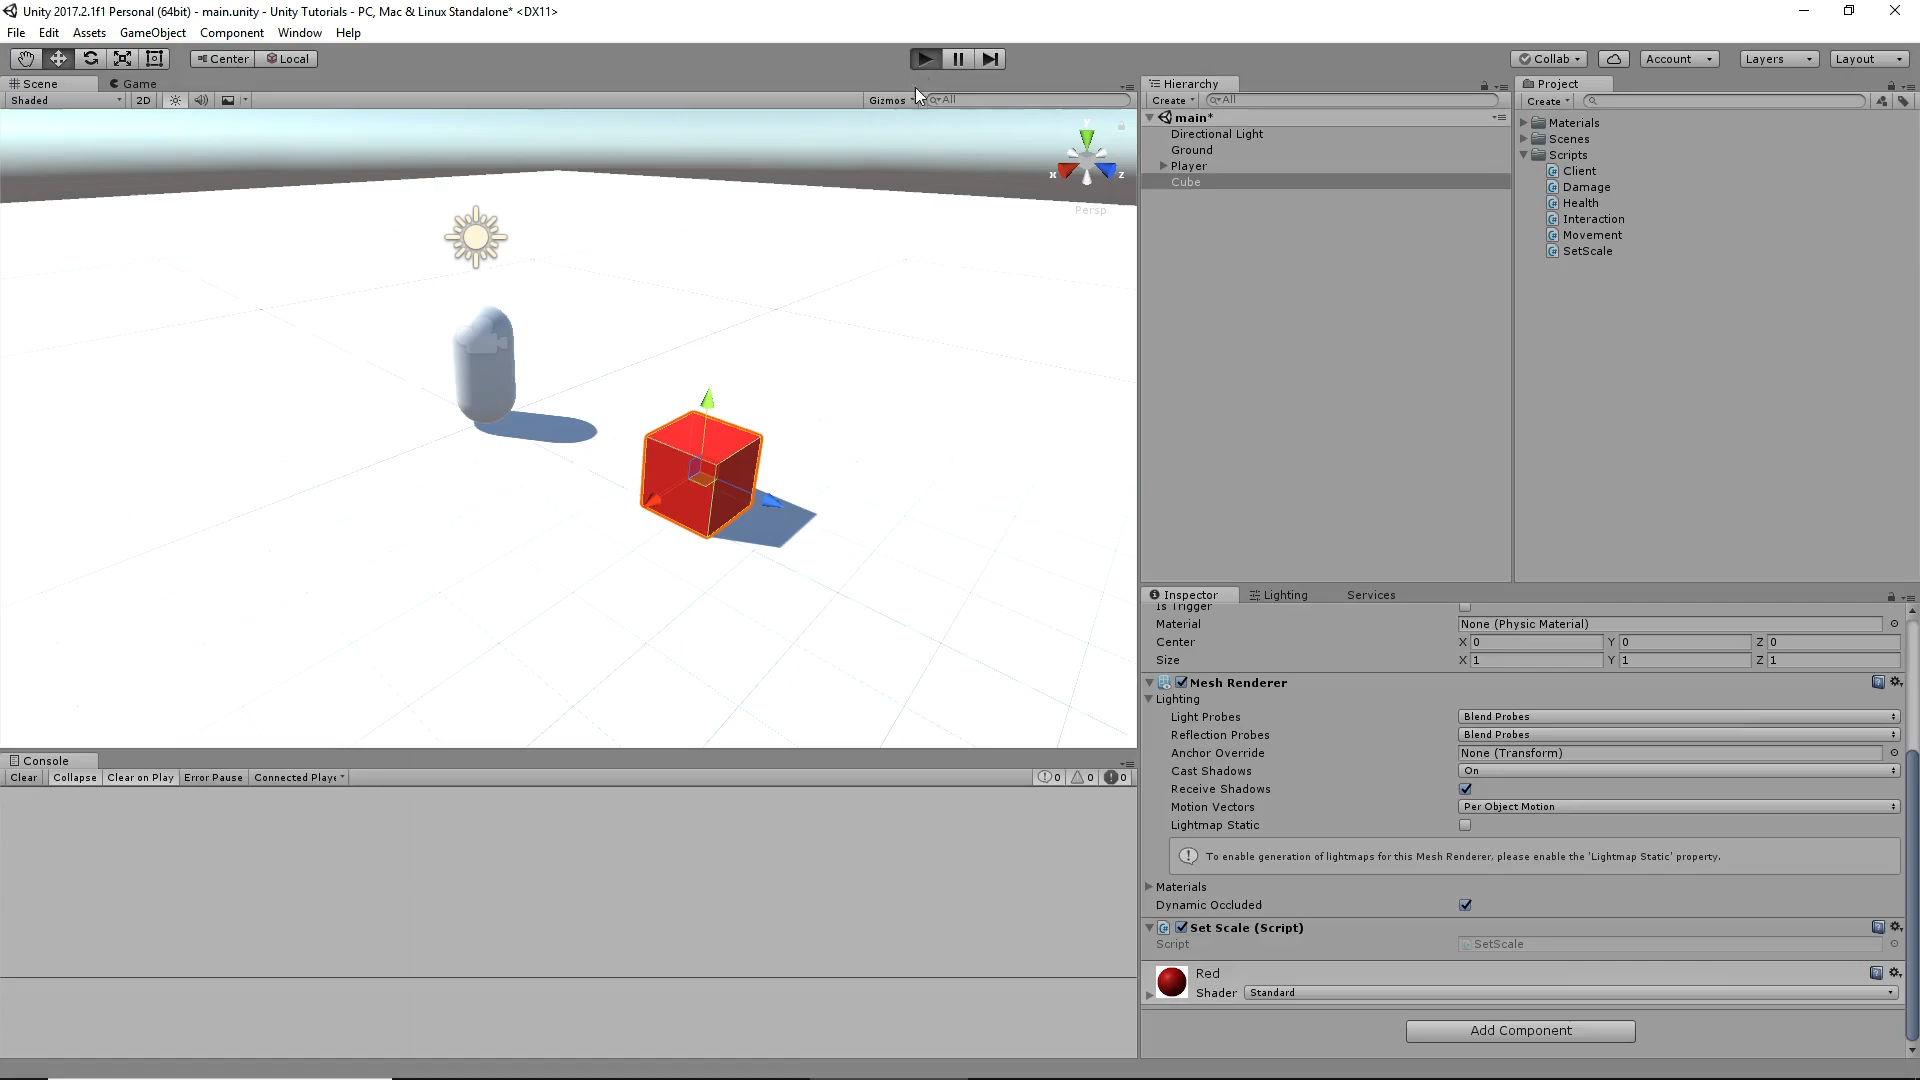 Unity 2017.2.1f1 Personal (64bit) - main.unity - Unity Tutorials - PC, Mac & Linux Standalone* <DX11>
File Edit Assets GameObject Component Window Help
Center Local Collab Account Layers Layout
Scene Game
Shaded 2D Gizmos All
y
x z
Persp
Hierarchy
Create All
main*
Directional Light
Ground
Player
Cube
Project
Create
Materials
Scenes
Scripts
Client
Damage
Health
Interaction
Movement
SetScale
Console
Clear Collapse Clear on Play Error Pause Connected Playe 0 0 0
Inspector Lighting Services
Is Trigger
Material None (Physic Material)
Center X 0 Y 0 Z 0
Size X 1 Y 1 Z 1
Mesh Renderer
Lighting
Light Probes Blend Probes
Reflection Probes Blend Probes
Anchor Override None (Transform)
Cast Shadows On
Receive Shadows
Motion Vectors Per Object Motion
Lightmap Static
To enable generation of lightmaps for this Mesh Renderer, please enable the 'Lightmap Static' property.
Materials
Dynamic Occluded
Set Scale (Script)
Script SetScale
Red
Shader Standard
Add Component